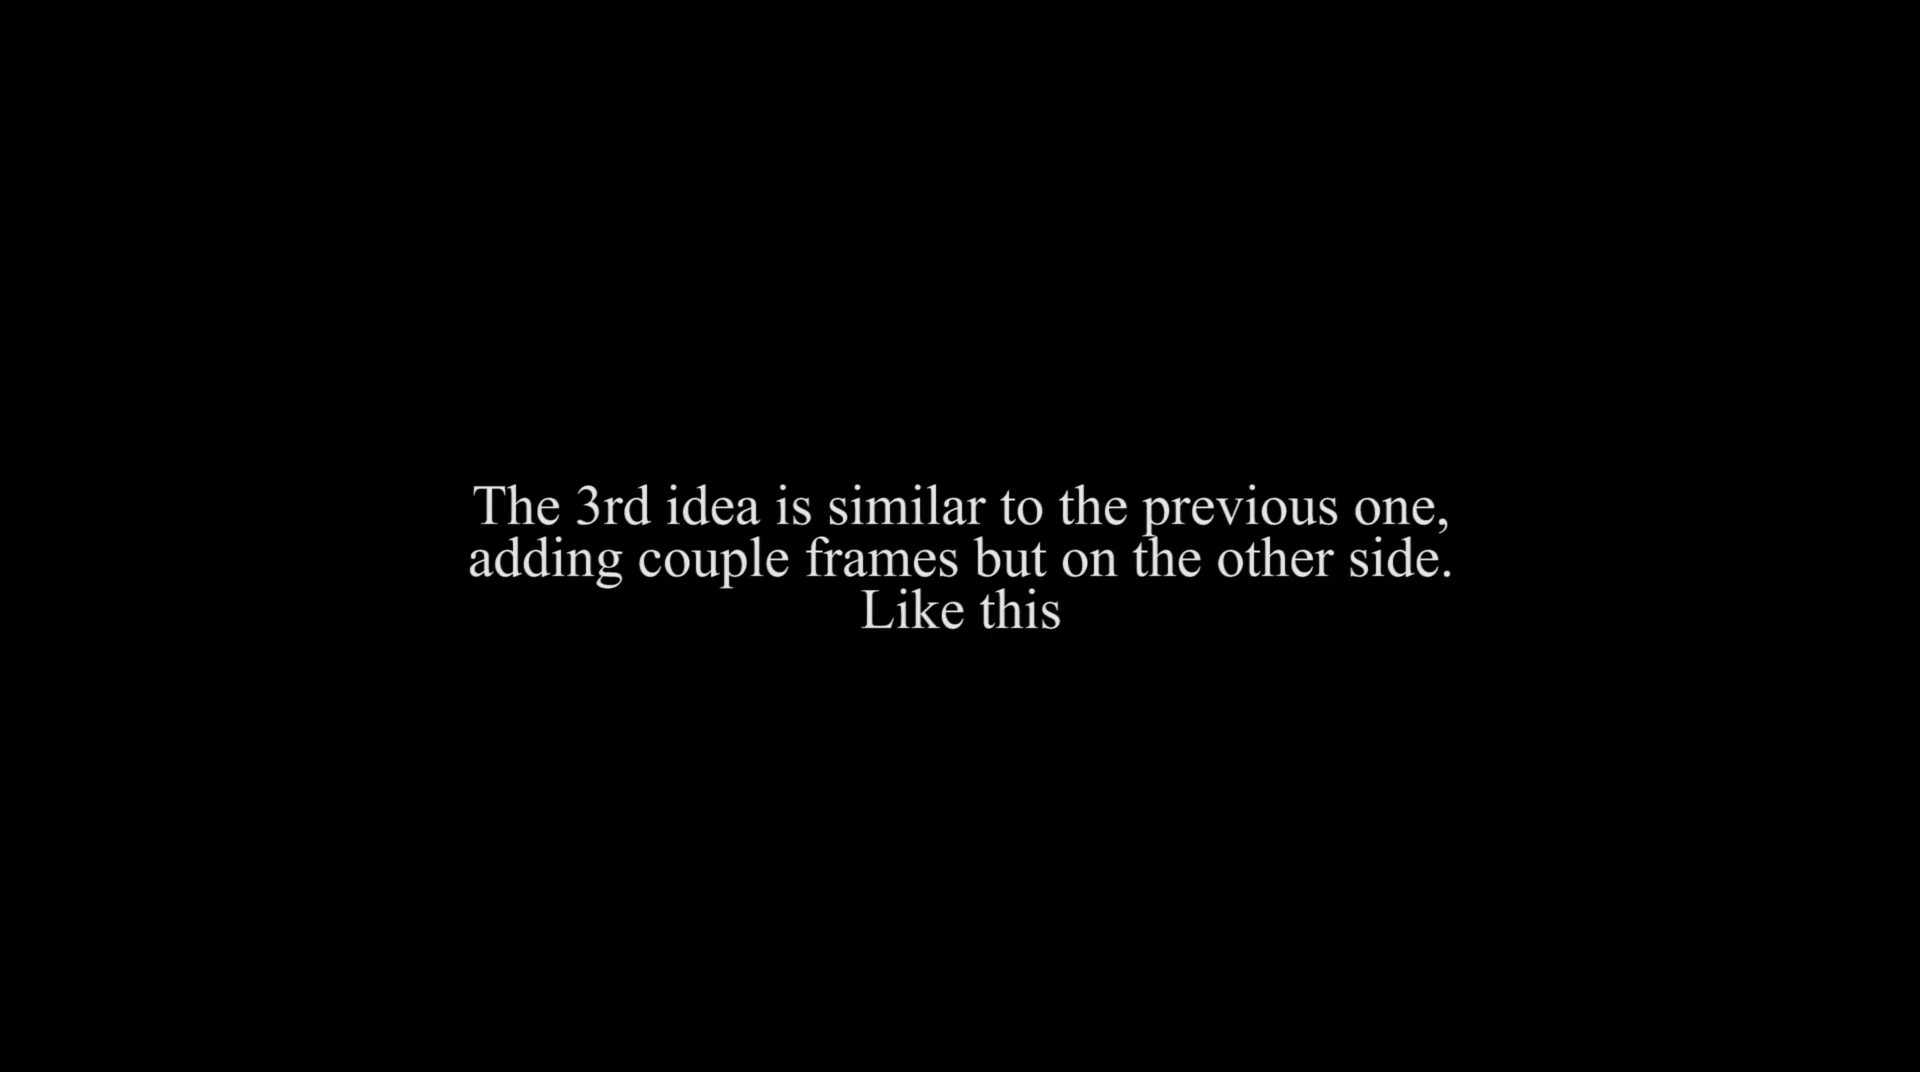 The 3rd idea is similar to the previous one,
adding couple frames but on the other side.
Like this